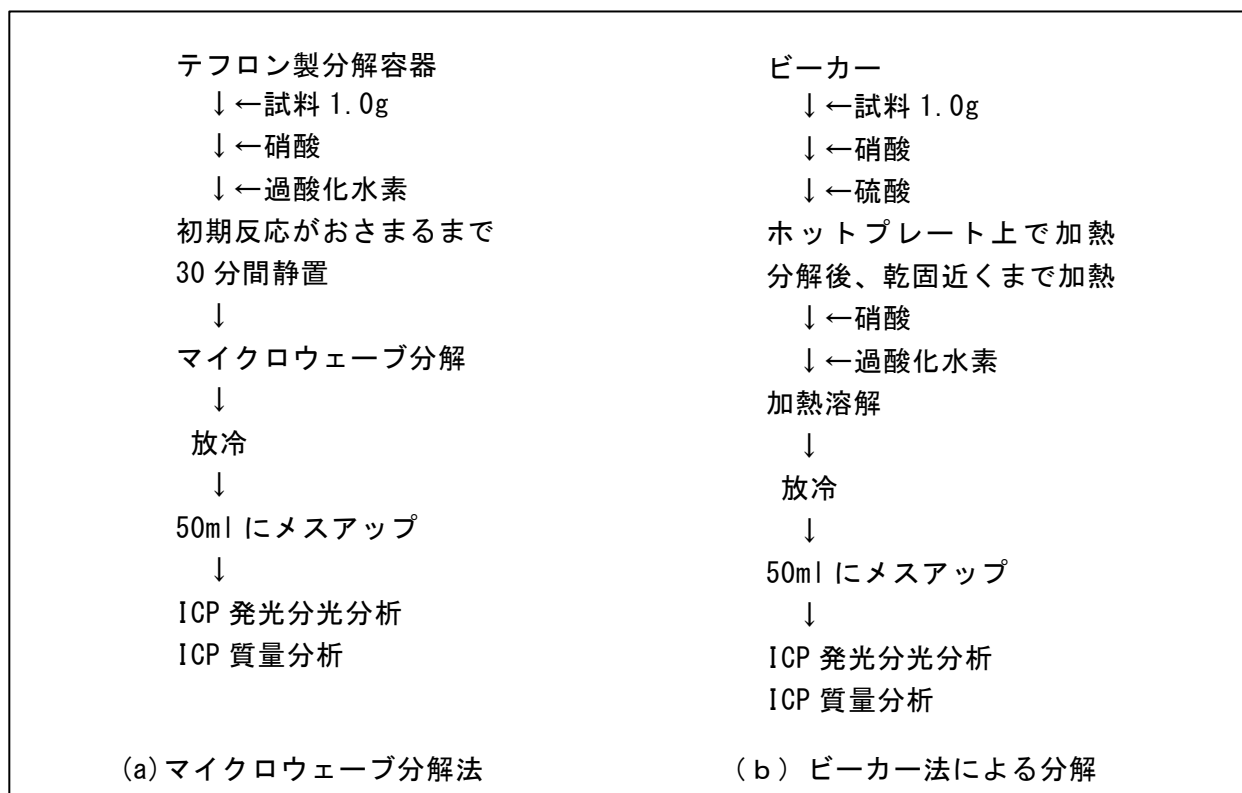 テフロン製分解容器
↓←試料 1.0g
↓←硝酸
↓←過酸化水素
初期反応がおさまるまで
30 分間静置
↓
マイクロウェーブ分解
↓
放冷
↓
50ml にメスアップ
↓
ICP 発光分光分析
ICP 質量分析
(a)マイクロウェーブ分解法
ビーカー
↓←試料 1.0g
↓←硝酸
↓←硫酸
ホットプレート上で加熱
分解後、乾固近くまで加熱
↓←硝酸
↓←過酸化水素
加熱溶解
↓
放冷
↓
50ml にメスアップ
↓
ICP 発光分光分析
ICP 質量分析
(ｂ) ビーカー法による分解